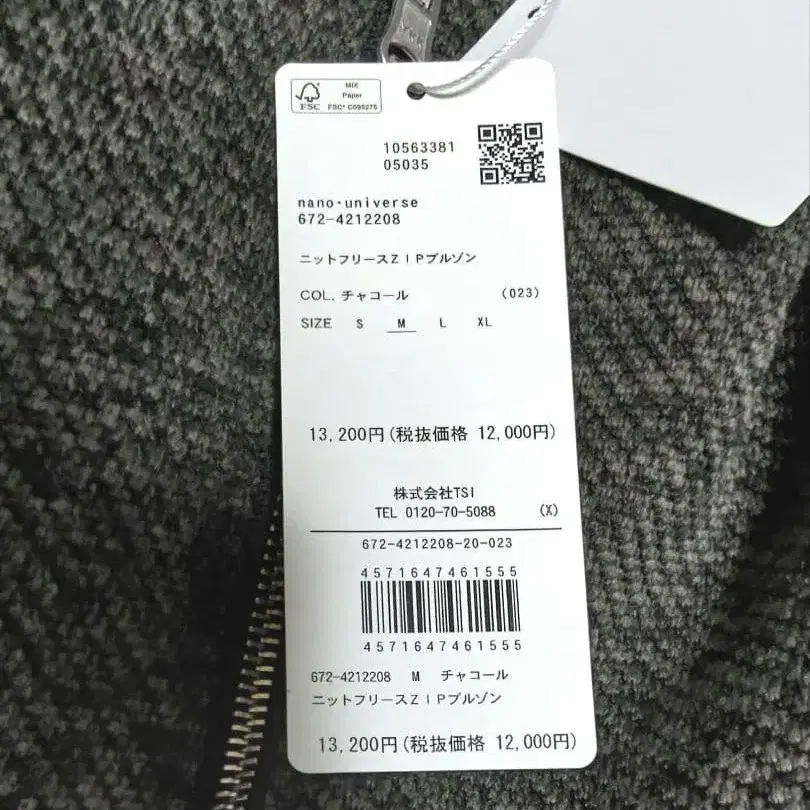 MIX
Paper
FSC
FSC® C095275
10563381
05035
nano・universe
672-4212208
ニットフリースZIPブルゾン
COL. チャコール (023)
SIZE S M L XL
13,200円(税抜価格 12,000円)
株式会社TSI
TEL 0120-70-5088 (X)
672-4212208-20-023
4571647461555
4571647461555
672-4212208 M チャコール
ニットフリースZIPブルゾン
13,200円(税抜価格 12,000円)